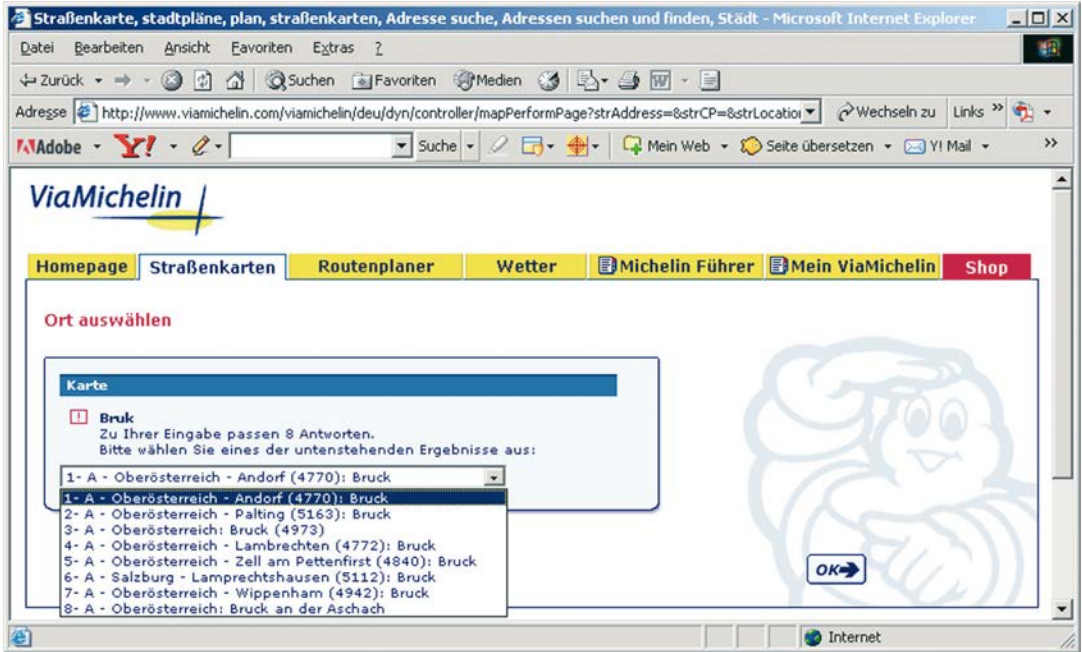 Straßenkarte, stadtpläne, plan, straßenkarten, Adresse suche, Adressen suchen und finden, Städt - Microsoft Internet Explorer
Datei Bearbeiten Ansicht Favoriten Extras ?
Zurück Suchen Favoriten Medien
Adresse http://www.viamichelin.com/viamichelin/deu/dyn/controller/mapPerformPage?strAddress=&strCP=&strLocation Wechseln zu Links »
Adobe Y! Suche Mein Web Seite übersetzen Y! Mail »
ViaMichelin
Homepage Straßenkarten Routenplaner Wetter Michelin Führer Mein ViaMichelin Shop
Ort auswählen
Karte
! Bruk
Zu Ihrer Eingabe passen 8 Antworten.
Bitte wählen Sie eines der untenstehenden Ergebnisse aus:
1- A - Oberösterreich - Andorf (4770): Bruck
1- A - Oberösterreich - Andorf (4770): Bruck
2- A - Oberösterreich - Palting (5163): Bruck
3- A - Oberösterreich: Bruck (4973)
4- A - Oberösterreich - Lambrechten (4772): Bruck
5- A - Oberösterreich - Zell am Pettenfirst (4840): Bruck
6- A - Salzburg - Lamprechtshausen (5112): Bruck
7- A - Oberösterreich - Wippenham (4942): Bruck
8- A - Oberösterreich: Bruck an der Aschach
OK
Internet